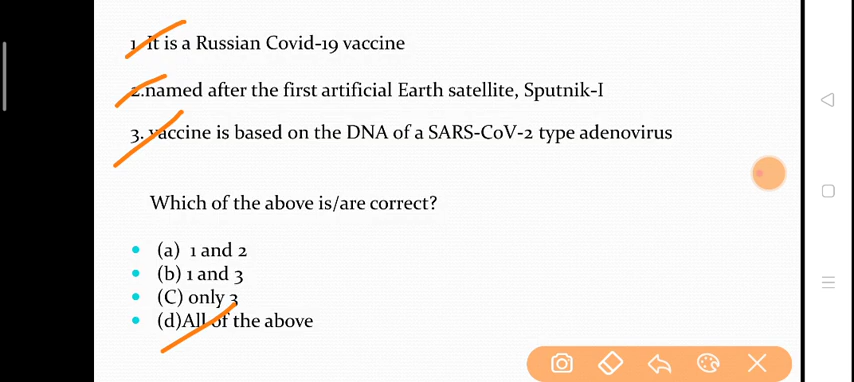 1. It is a Russian Covid-19 vaccine
2.named after the first artificial Earth satellite, Sputnik-I
3. vaccine is based on the DNA of a SARS-CoV-2 type adenovirus
Which of the above is/are correct?
• (a) 1 and 2
• (b) 1 and 3
• (C) only 3
• (d)All of the above